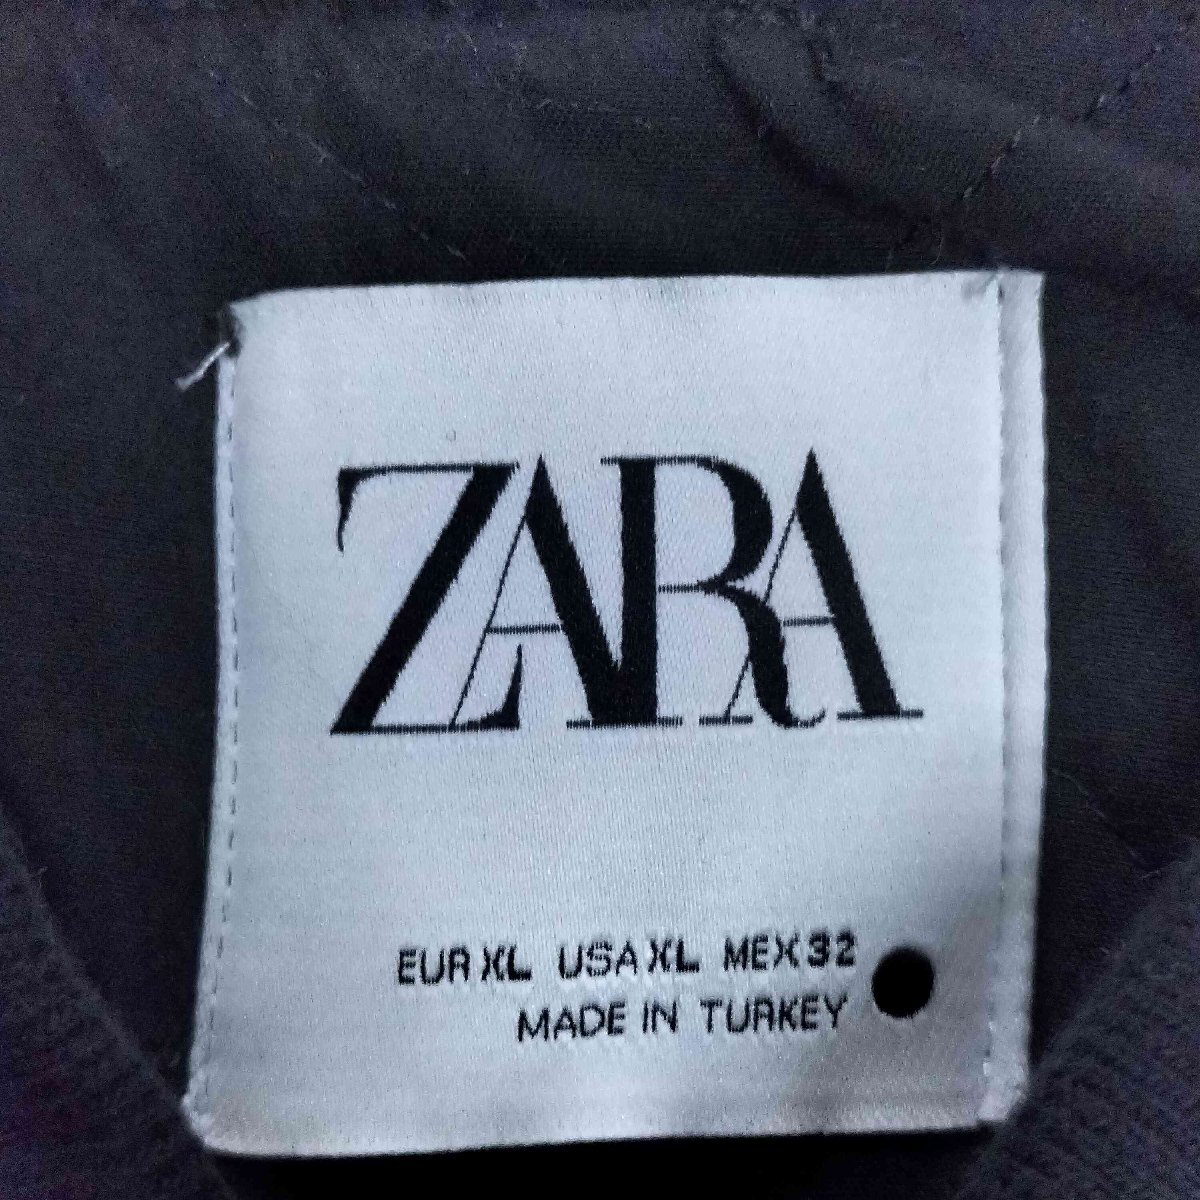 ZARA
EUR XL USA XL MEX 32
MADE IN TURKEY